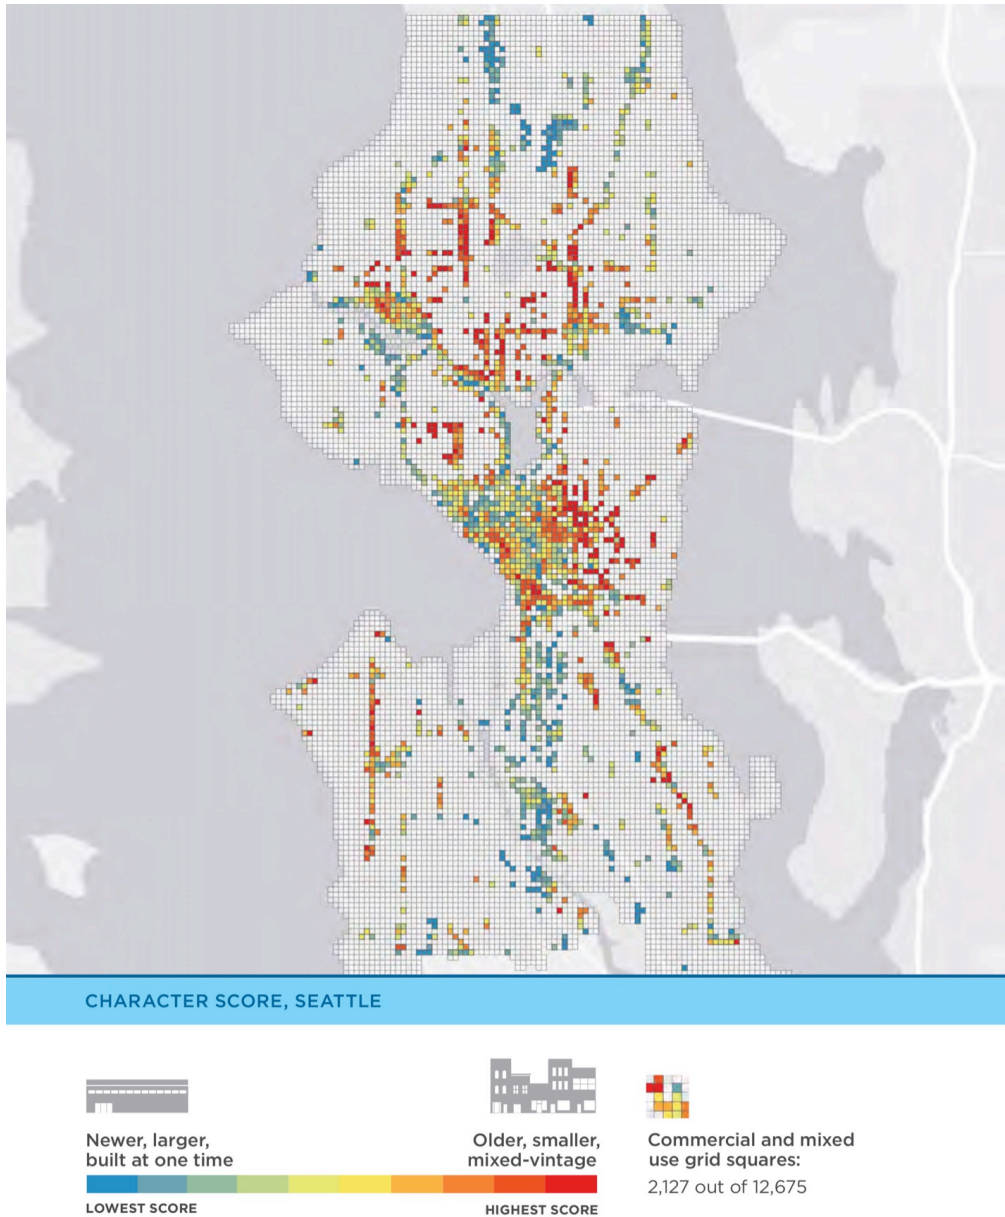 CHARACTER SCORE, SEATTLE
Newer, larger,
built at one time
Older, smaller,
mixed-vintage
LOWEST SCORE
HIGHEST SCORE
Commercial and mixed
use grid squares:
2,127 out of 12,675